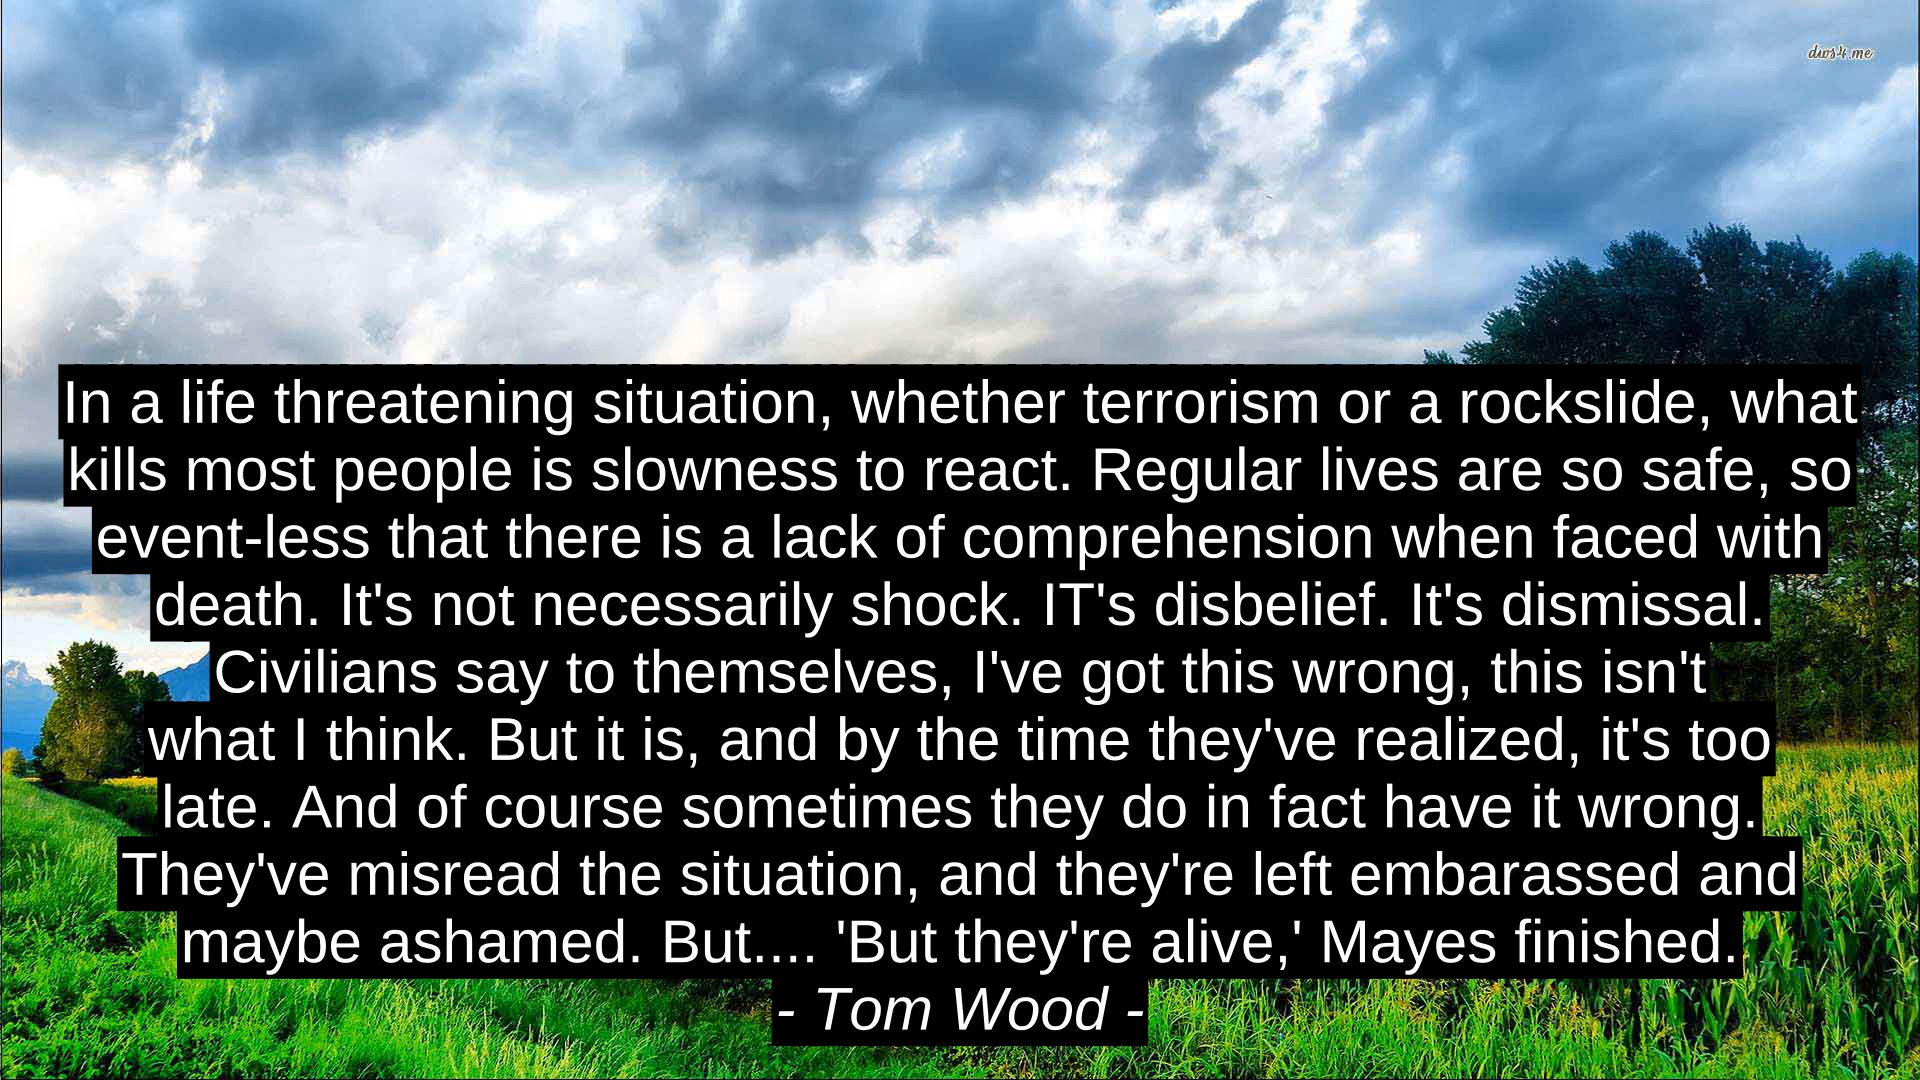 dws4.me
In a life threatening situation, whether terrorism or a rockslide, what
kills most people is slowness to react. Regular lives are so safe, so
event-less that there is a lack of comprehension when faced with
death. It's not necessarily shock. IT's disbelief. It's dismissal.
Civilians say to themselves, I've got this wrong, this isn't
what I think. But it is, and by the time they've realized, it's too
late. And of course sometimes they do in fact have it wrong.
They've misread the situation, and they're left embarassed and
maybe ashamed. But.... 'But they're alive,' Mayes finished.
- Tom Wood -